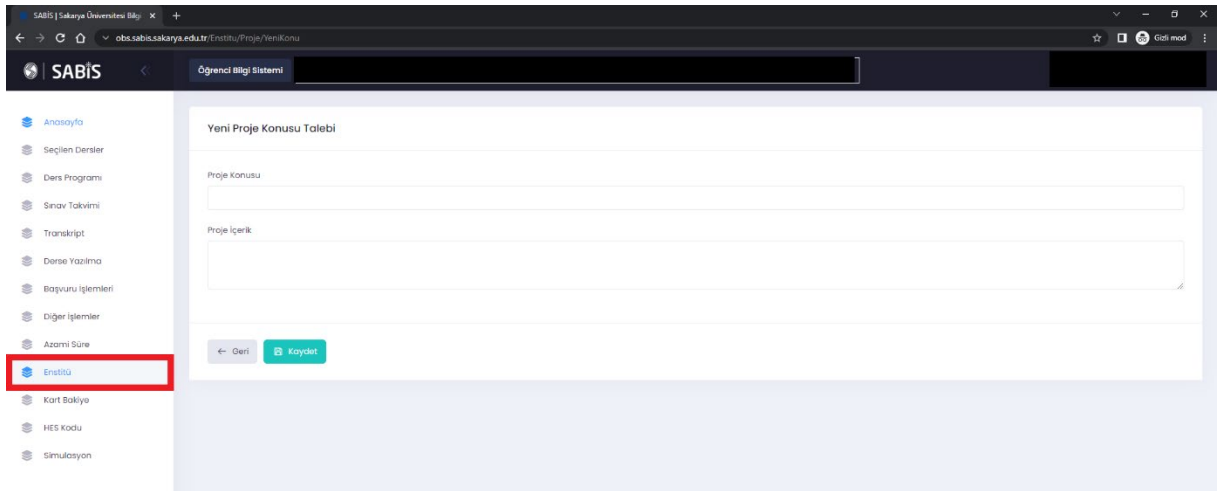 SABİS | Sakarya Üniversitesi Bilgi
obs.sabis.sakarya.edu.tr/Enstitu/Proje/YeniKonu
Gizli mod
SABİS
Öğrenci Bilgi Sistemi
Anasayfa
Seçilen Dersler
Ders Programı
Sınav Takvimi
Transkript
Derse Yazılma
Başvuru İşlemleri
Diğer İşlemler
Azami Süre
Enstitü
Kart Bakiye
HES Kodu
Simulasyon
Yeni Proje Konusu Talebi
Proje Konusu
Proje İçerik
← Geri
Kaydet